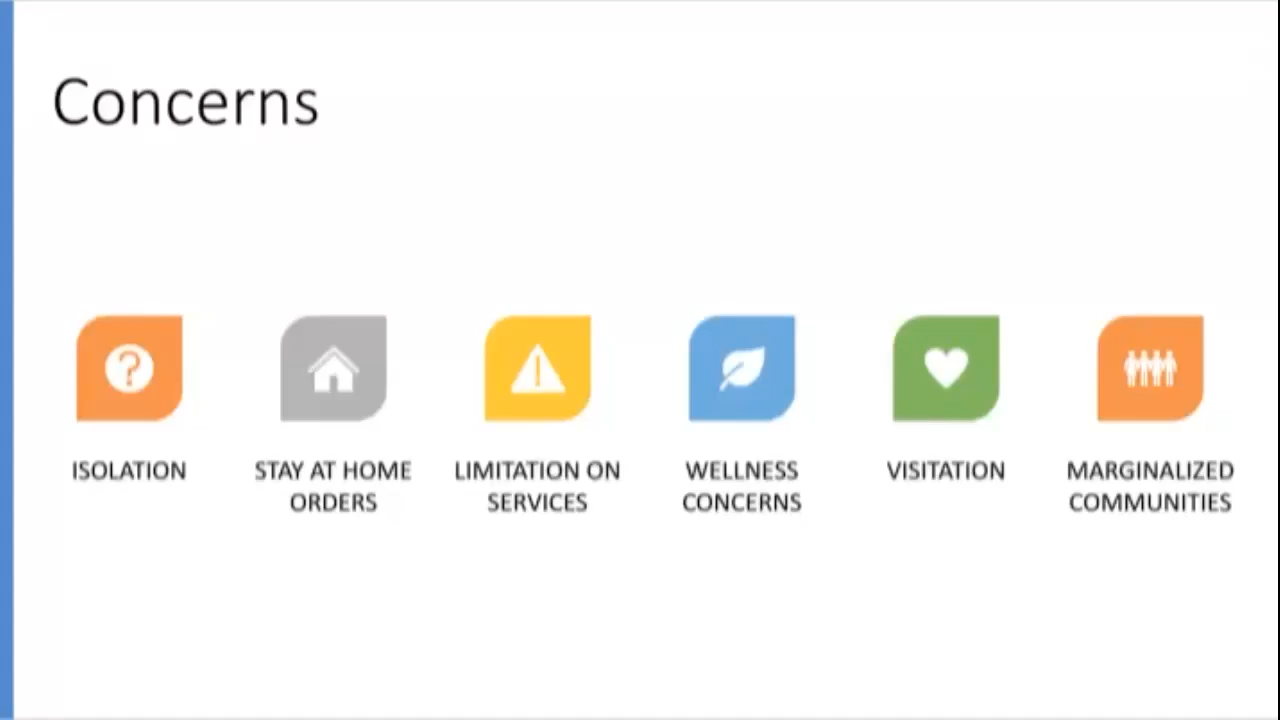 Concerns
ISOLATION
STAY AT HOME
ORDERS
LIMITATION ON
SERVICES
WELLNESS
CONCERNS
VISITATION
MARGINALIZED
COMMUNITIES